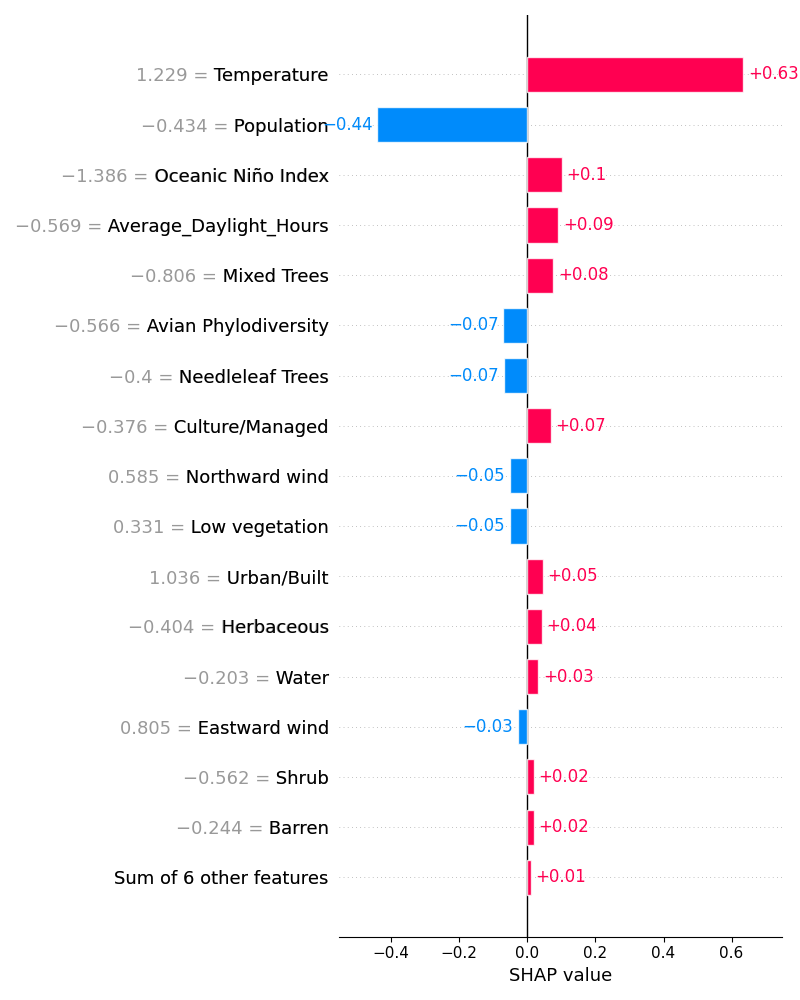 1.229 = Temperature +0.63
−0.434 = Population −0.44
−1.386 = Oceanic Niño Index +0.1
−0.569 = Average_Daylight_Hours +0.09
−0.806 = Mixed Trees +0.08
−0.566 = Avian Phylodiversity −0.07
−0.4 = Needleleaf Trees −0.07
−0.376 = Culture/Managed +0.07
0.585 = Northward wind −0.05
0.331 = Low vegetation −0.05
1.036 = Urban/Built +0.05
−0.404 = Herbaceous +0.04
−0.203 = Water +0.03
0.805 = Eastward wind −0.03
−0.562 = Shrub +0.02
−0.244 = Barren +0.02
Sum of 6 other features +0.01
−0.4 −0.2 0.0 0.2 0.4 0.6
SHAP value